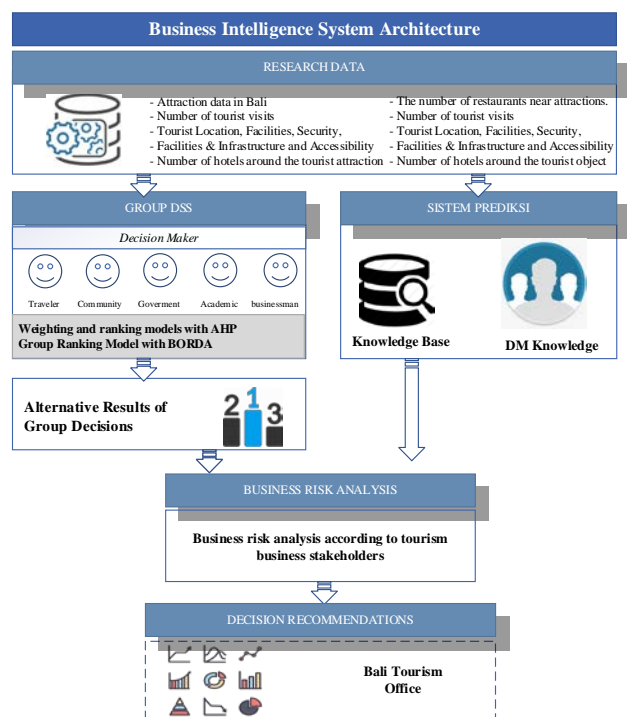 Business Intelligence System Architecture
RESEARCH DATA
- Attraction data in Bali
- Number of tourist visits
- Tourist Location, Facilities, Security,
- Facilities & Infrastructure and Accessibility
- Number of hotels around the tourist attraction
- The number of restaurants near attractions.
- Number of tourist visits
- Tourist Location, Facilities, Security,
Facilities & Infrastructure and Accessibility
- Number of hotels around the tourist object
GROUP DSS
Decision Maker
Traveler Community Goverment Academic businessman
Weighting and ranking models with AHP
Group Ranking Model with BORDA
SISTEM PREDIKSI
Knowledge Base
DM Knowledge
Alternative Results of
Group Decisions
2 1 3
BUSINESS RISK ANALYSIS
Business risk analysis according to tourism
business stakeholders
DECISION RECOMMENDATIONS
Bali Tourism
Office